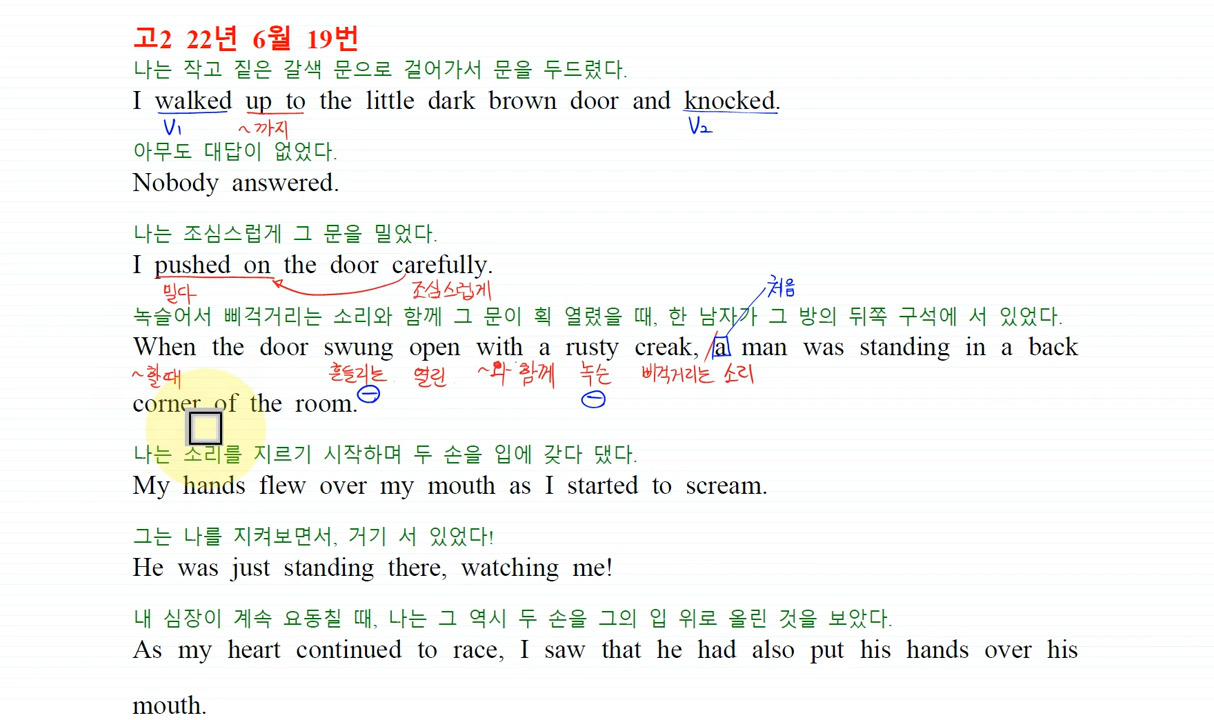 고2 22년 6월 19번
나는 작고 짙은 갈색 문으로 걸어가서 문을 두드렸다.
I walked up to the little dark brown door and knocked.
V1 ~까지 V2
아무도 대답이 없었다.
Nobody answered.
나는 조심스럽게 그 문을 밀었다.
I pushed on the door carefully.
밀다 조심스럽게 처음
녹슬어서 삐걱거리는 소리와 함께 그 문이 획 열렸을 때, 한 남자가 그 방의 뒤쪽 구석에 서 있었다.
When the door swung open with a rusty creak, a man was standing in a back
~할때 흔들리는 열린 ~와 함께 녹슨 삐걱거리는 소리
corner of the room.
나는 소리를 지르기 시작하며 두 손을 입에 갖다 댔다.
My hands flew over my mouth as I started to scream.
그는 나를 지켜보면서, 거기 서 있었다!
He was just standing there, watching me!
내 심장이 계속 요동칠 때, 나는 그 역시 두 손을 그의 입 위로 올린 것을 보았다.
As my heart continued to race, I saw that he had also put his hands over his
mouth.